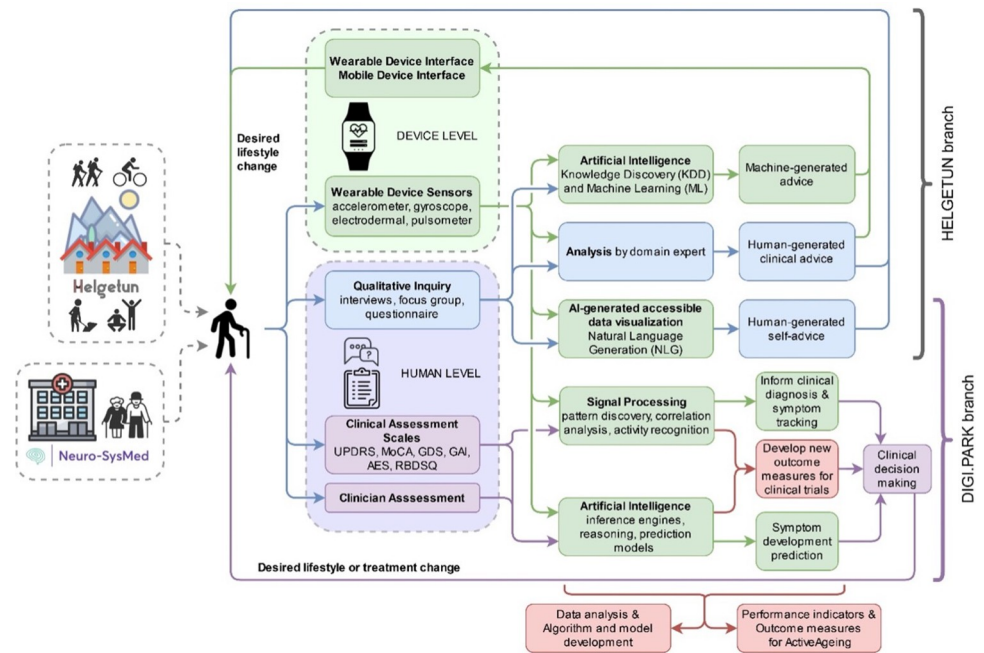 Wearable Device Interface
Mobile Device Interface
DEVICE LEVEL
Desired
lifestyle
change
Wearable Device Sensors
accelerometer, gyroscope,
electrodermal, pulsometer
Artificial Intelligence
Knowledge Discovery (KDD)
and Machine Learning (ML)
Machine-generated
advice
HELGETUN branch
Analysis by domain expert
Human-generated
clinical advice
Helgetun
Qualitative Inquiry
interviews, focus group,
questionnaire
AI-generated accessible
data visualization
Natural Language
Generation (NLG)
Human-generated
self-advice
?
HUMAN LEVEL
Neuro-SysMed
Clinical Assessment
Scales
UPDRS, MoCA, GDS, GAI,
AES, RBDSQ
Clinician Asssessment
Signal Processing
pattern discovery, correlation
analysis, activity recognition
Inform clinical
diagnosis &
symptom
tracking
Develop new
outcome
measures for
clinical trials
Clinical
decision
making
DIGI.PARK branch
Artificial Intelligence
inference engines,
reasoning, prediction
models
Symptom
development
prediction
Desired lifestyle or treatment change
Data analysis &
Algorithm and model
development
Performance indicators &
Outcome measures
for ActiveAgeing